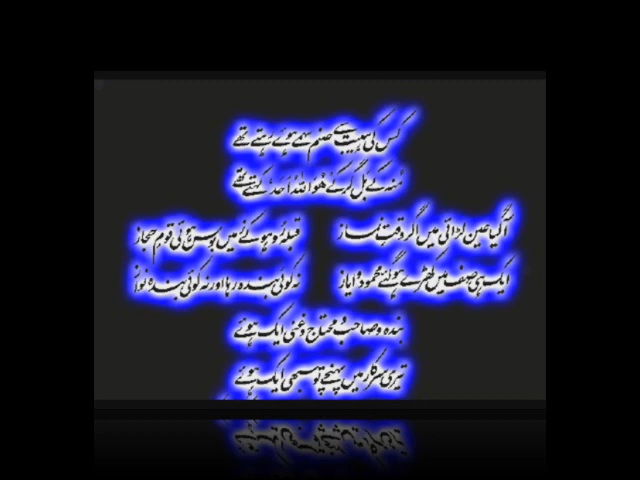 کس کی ہیبت سے صنم سہمے ہوئے رہتے تھے
منہ کے بل گر کے ھُوَ اللہُ اَحَد کہتے تھے
آ گیا عین لڑائی میں اگر وقتِ نماز
قبلہ رو ہو کے زمیں بوس ہوئی قوم حجاز
ایک ہی صف میں کھڑے ہو گئے محمود و ایاز
نہ کوئی بندہ رہا اور نہ کوئی بندہ نواز
بندہ و صاحب و محتاج و غنی ایک ہوئے
تیری سرکار میں پہنچے تو سبھی ایک ہوئے